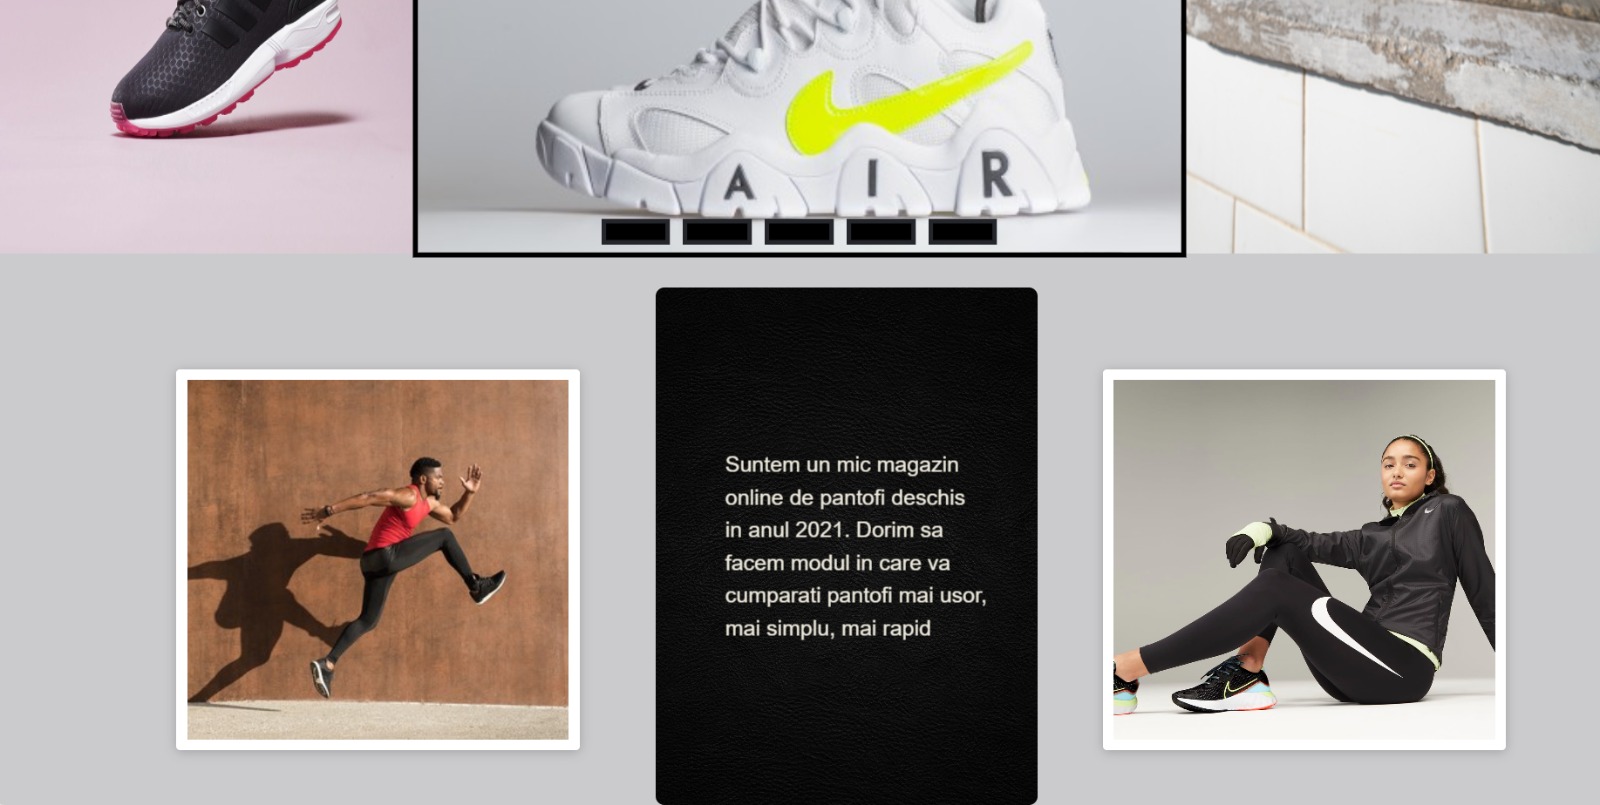 AIR
Suntem un mic magazin
online de pantofi deschis
in anul 2021. Dorim sa
facem modul in care va
cumparati pantofi mai usor,
mai simplu, mai rapid